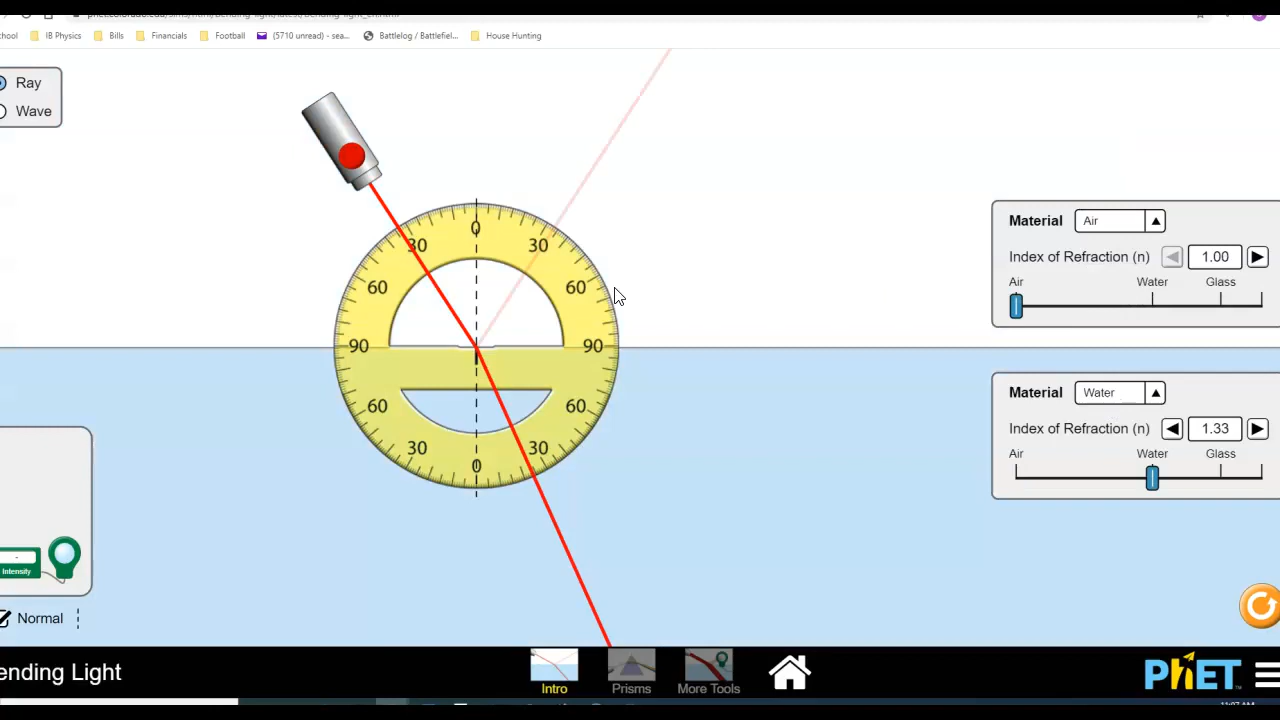 IB Physics
Bills
Financials
Football
(5710 unread) - sea...
Battlelog / Battlefiel...
House Hunting
Ray
Wave
0
30 30
60 60
90 90
60 60
30 30
0
Material Air
Index of Refraction (n) 1.00
Air Water Glass
Material Water
Index of Refraction (n) 1.33
Air Water Glass
-
Intensity
Normal
ending Light
Intro
Prisms
More Tools
PhET